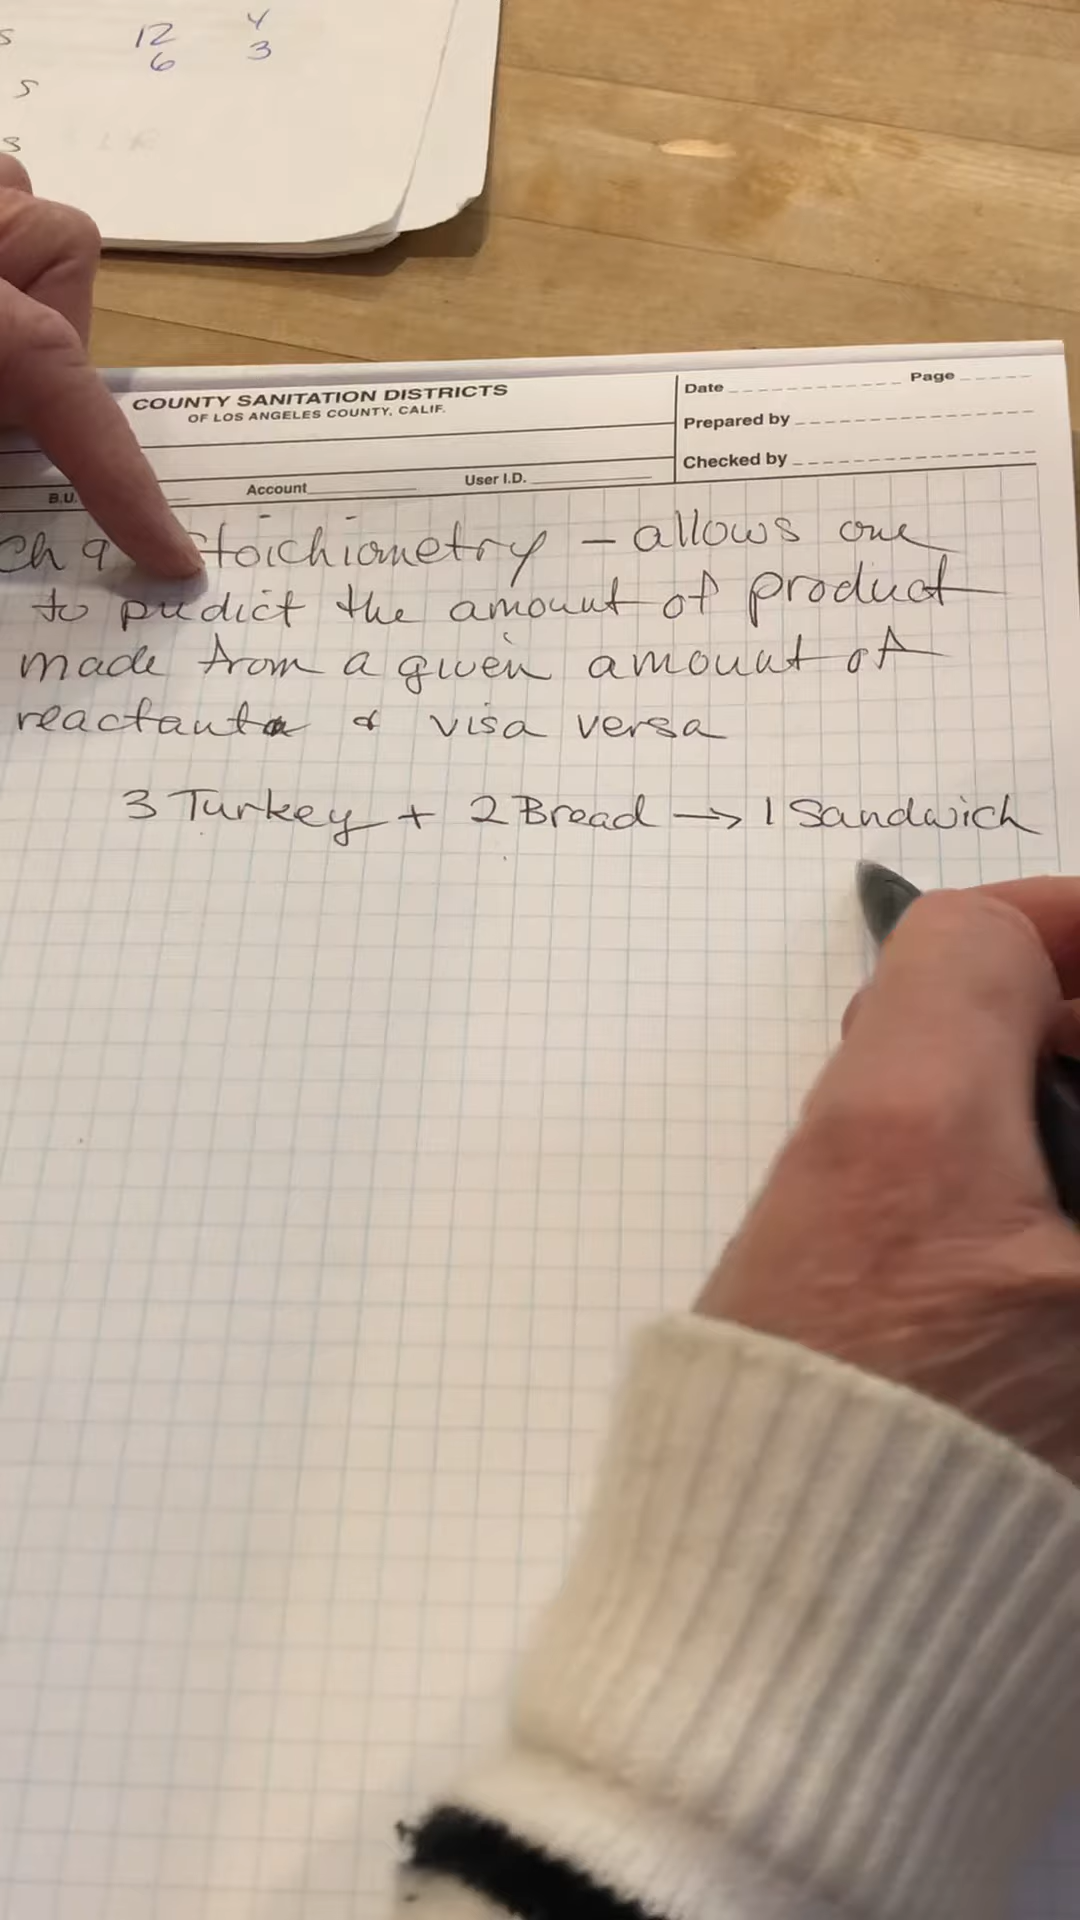 s 12 4
6 3
s
3
COUNTY SANITATION DISTRICTS
OF LOS ANGELES COUNTY, CALIF.
Date Page
Prepared by
Checked by
B.U. Account User I.D.
Ch 9 Stoichiometry - allows one
to predict the amount of product
made from a given amount of
reactant & visa versa
3 Turkey + 2 Bread → 1 Sandwich